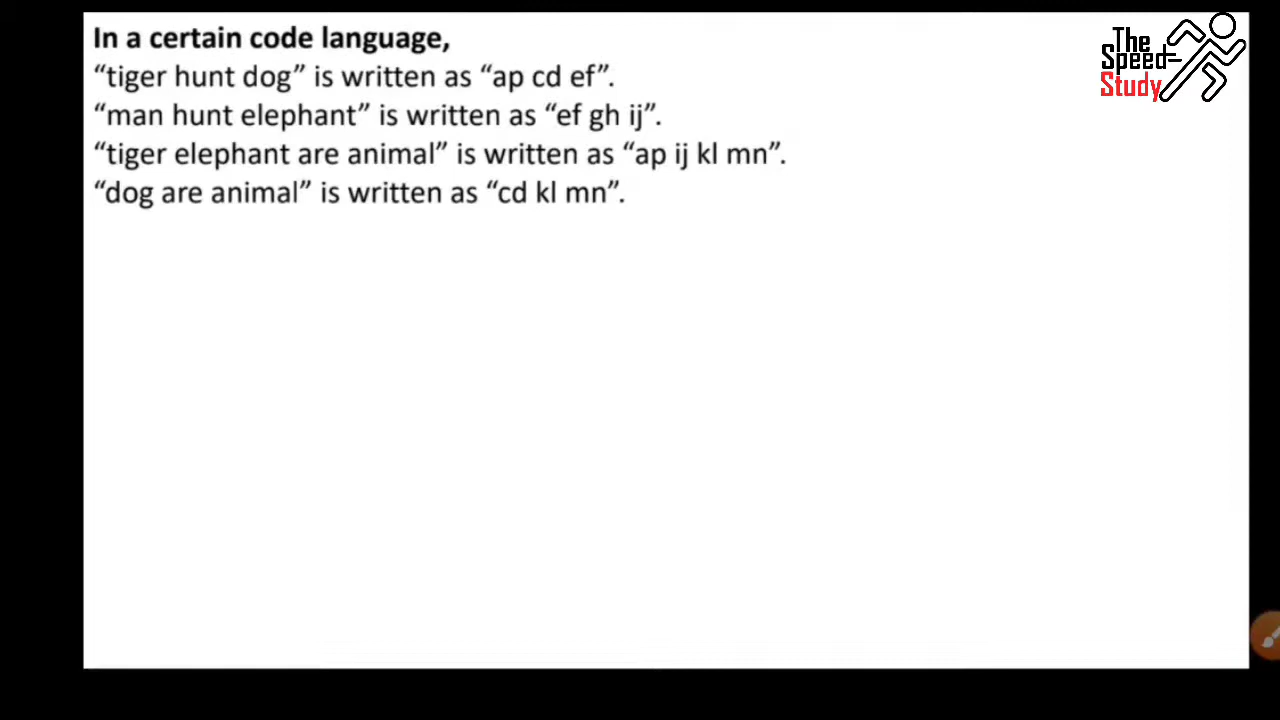 In a certain code language,
“tiger hunt dog” is written as “ap cd ef”.
“man hunt elephant” is written as “ef gh ij”.
“tiger elephant are animal” is written as “ap ij kl mn”.
“dog are animal” is written as “cd kl mn”.
The
Speed
Study